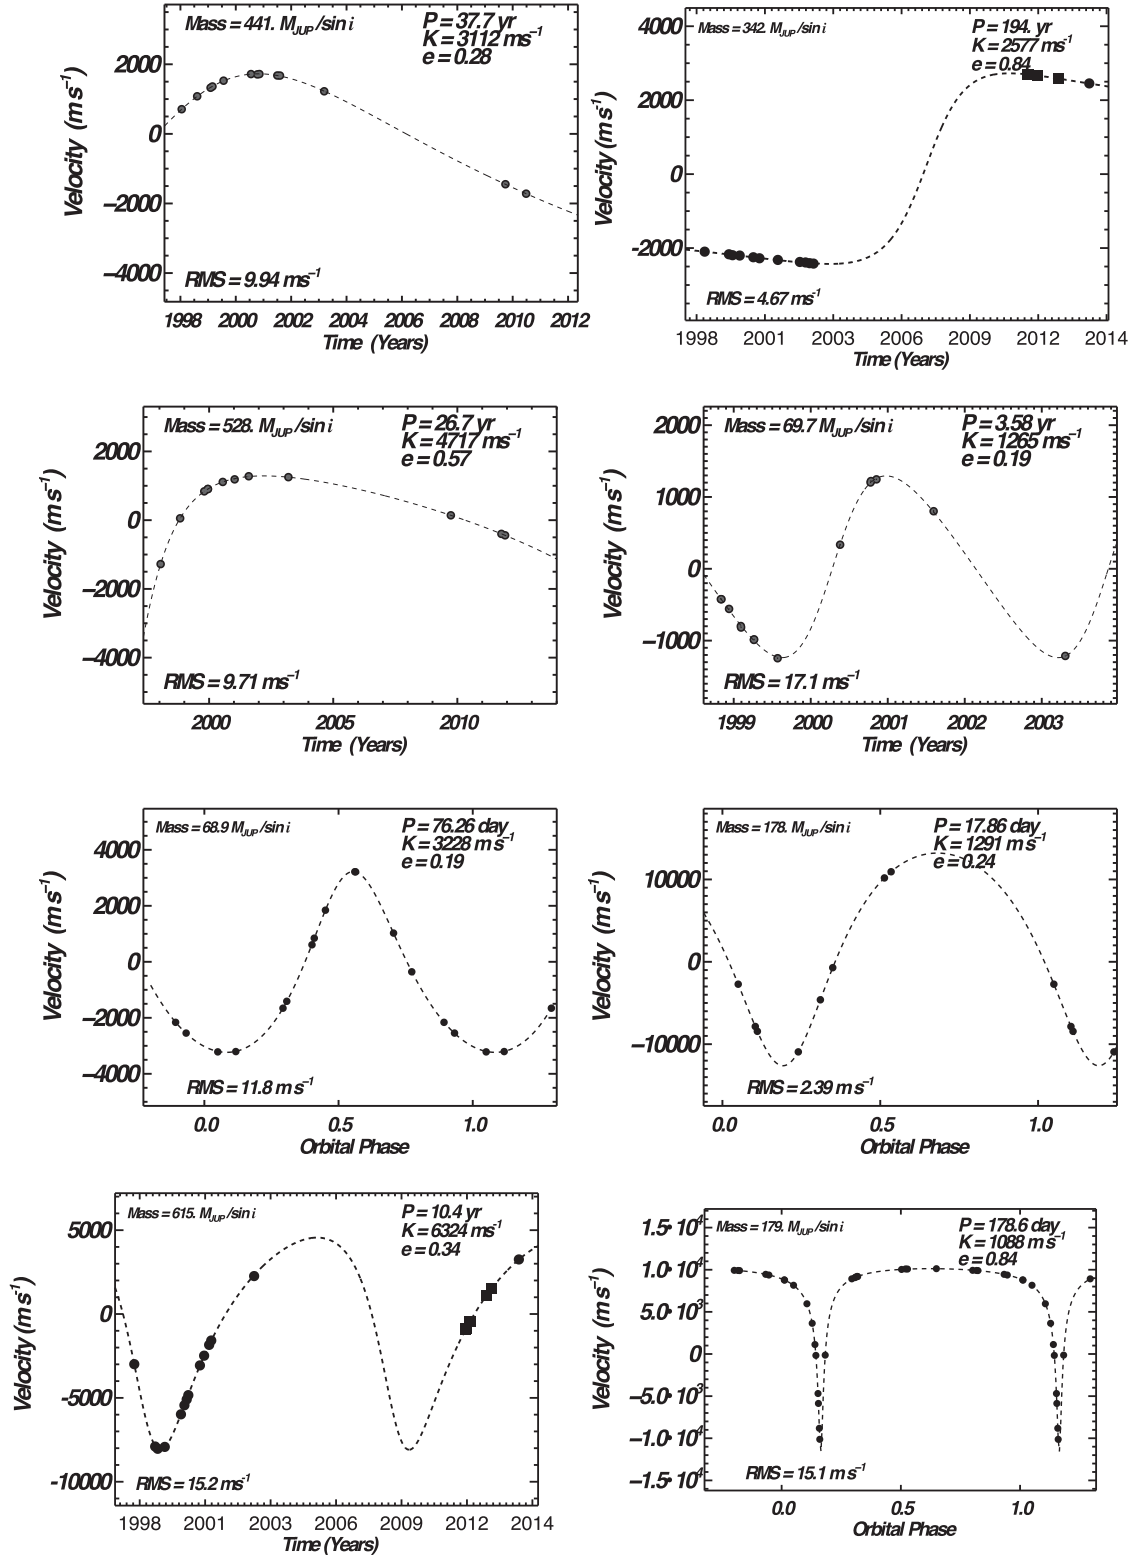 Mass = 441. M_JUP /sin i
P = 37.7 yr
K = 3112 ms⁻¹
e = 0.28
2000
0
−2000
−4000
Velocity (ms⁻¹)
RMS = 9.94 ms⁻¹
1998 2000 2002 2004 2006 2008 2010 2012
Time (Years)
Mass = 342. M_JUP /sin i
P = 194. yr
K = 2577 ms⁻¹
e = 0.84
4000
2000
0
-2000
Velocity (ms⁻¹)
RMS = 4.67 ms⁻¹
1998 2001 2003 2006 2009 2012 2014
Time (Years)
Mass = 528. M_JUP /sin i
P = 26.7 yr
K = 4717 ms⁻¹
e = 0.57
2000
0
−2000
−4000
Velocity (ms⁻¹)
RMS = 9.71 ms⁻¹
2000 2005 2010
Time (Years)
Mass = 69.7 M_JUP /sin i
P = 3.58 yr
K = 1265 ms⁻¹
e = 0.19
2000
1000
0
−1000
Velocity (ms⁻¹)
RMS = 17.1 ms⁻¹
1999 2000 2001 2002 2003
Time (Years)
Mass = 68.9 M_JUP /sin i
P = 76.26 day
K = 3228 ms⁻¹
e = 0.19
4000
2000
0
−2000
−4000
Velocity (ms⁻¹)
RMS = 11.8 ms⁻¹
0.0 0.5 1.0
Orbital Phase
Mass = 178. M_JUP /sin i
P = 17.86 day
K = 1291 ms⁻¹
e = 0.24
10000
0
−10000
Velocity (ms⁻¹)
RMS = 2.39 ms⁻¹
0.0 0.5 1.0
Orbital Phase
Mass = 615. M_JUP /sin i
P = 10.4 yr
K = 6324 ms⁻¹
e = 0.34
5000
0
-5000
-10000
Velocity (ms⁻¹)
RMS = 15.2 ms⁻¹
1998 2001 2003 2006 2009 2012 2014
Time (Years)
Mass = 179. M_JUP /sin i
P = 178.6 day
K = 1088 ms⁻¹
e = 0.84
1.5•10⁴
1.0•10⁴
5.0•10³
0
−5.0•10³
−1.0•10⁴
−1.5•10⁴
Velocity (ms⁻¹)
RMS = 15.1 ms⁻¹
0.0 0.5 1.0
Orbital Phase